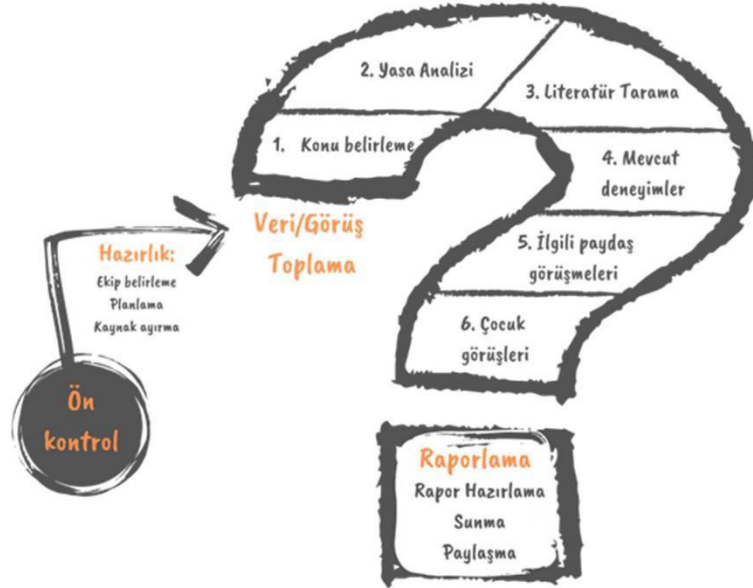 Ön
kontrol
Hazırlık:
Ekip belirleme
Planlama
Kaynak ayırma
Veri/Görüş
Toplama
1. Konu belirleme
2. Yasa Analizi
3. Literatür Tarama
4. Mevcut
deneyimler
5. İlgili paydaş
görüşmeleri
6. Çocuk
görüşleri
Raporlama
Rapor Hazırlama
Sunma
Paylaşma